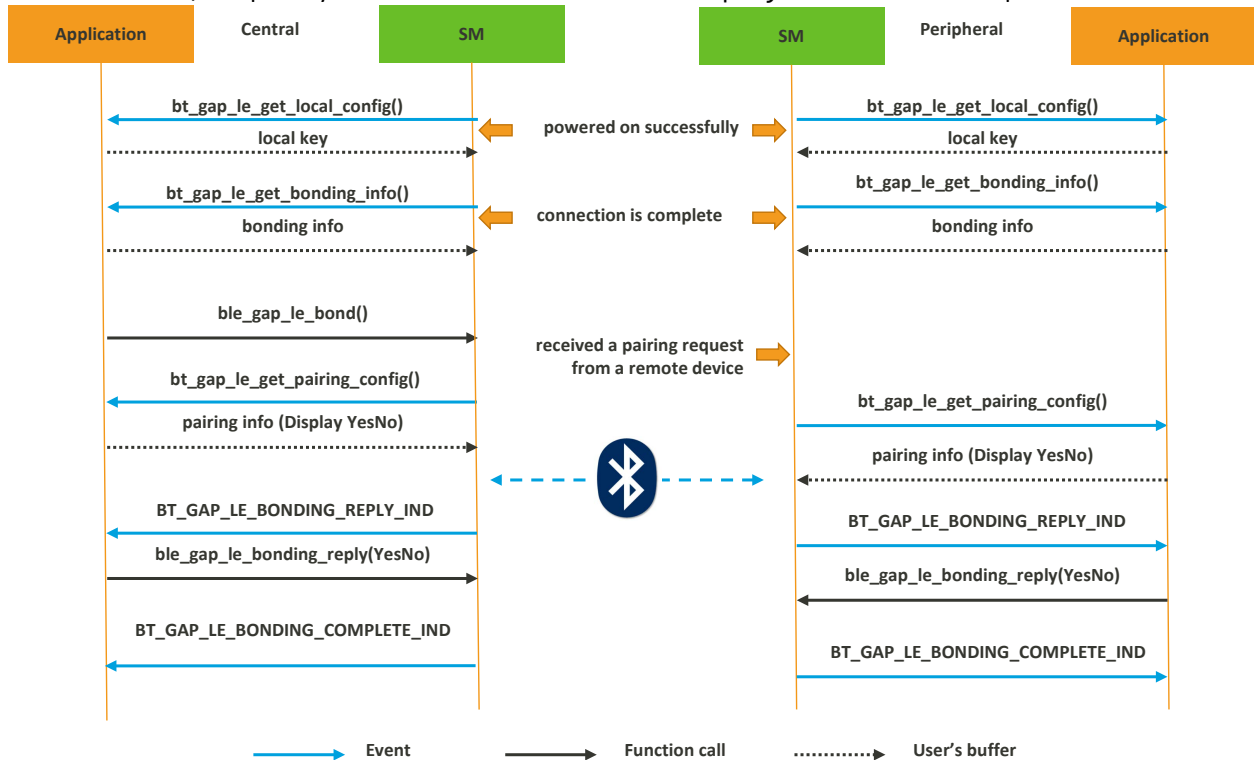 Application
Central
SM
SM
Peripheral
Application
bt_gap_le_get_local_config()
powered on successfully
bt_gap_le_get_local_config()
local key
local key
bt_gap_le_get_bonding_info()
connection is complete
bt_gap_le_get_bonding_info()
bonding info
bonding info
ble_gap_le_bond()
received a pairing request
from a remote device
bt_gap_le_get_pairing_config()
bt_gap_le_get_pairing_config()
pairing info (Display YesNo)
pairing info (Display YesNo)
BT_GAP_LE_BONDING_REPLY_IND
BT_GAP_LE_BONDING_REPLY_IND
ble_gap_le_bonding_reply(YesNo)
ble_gap_le_bonding_reply(YesNo)
BT_GAP_LE_BONDING_COMPLETE_IND
BT_GAP_LE_BONDING_COMPLETE_IND
Event
Function call
User's buffer